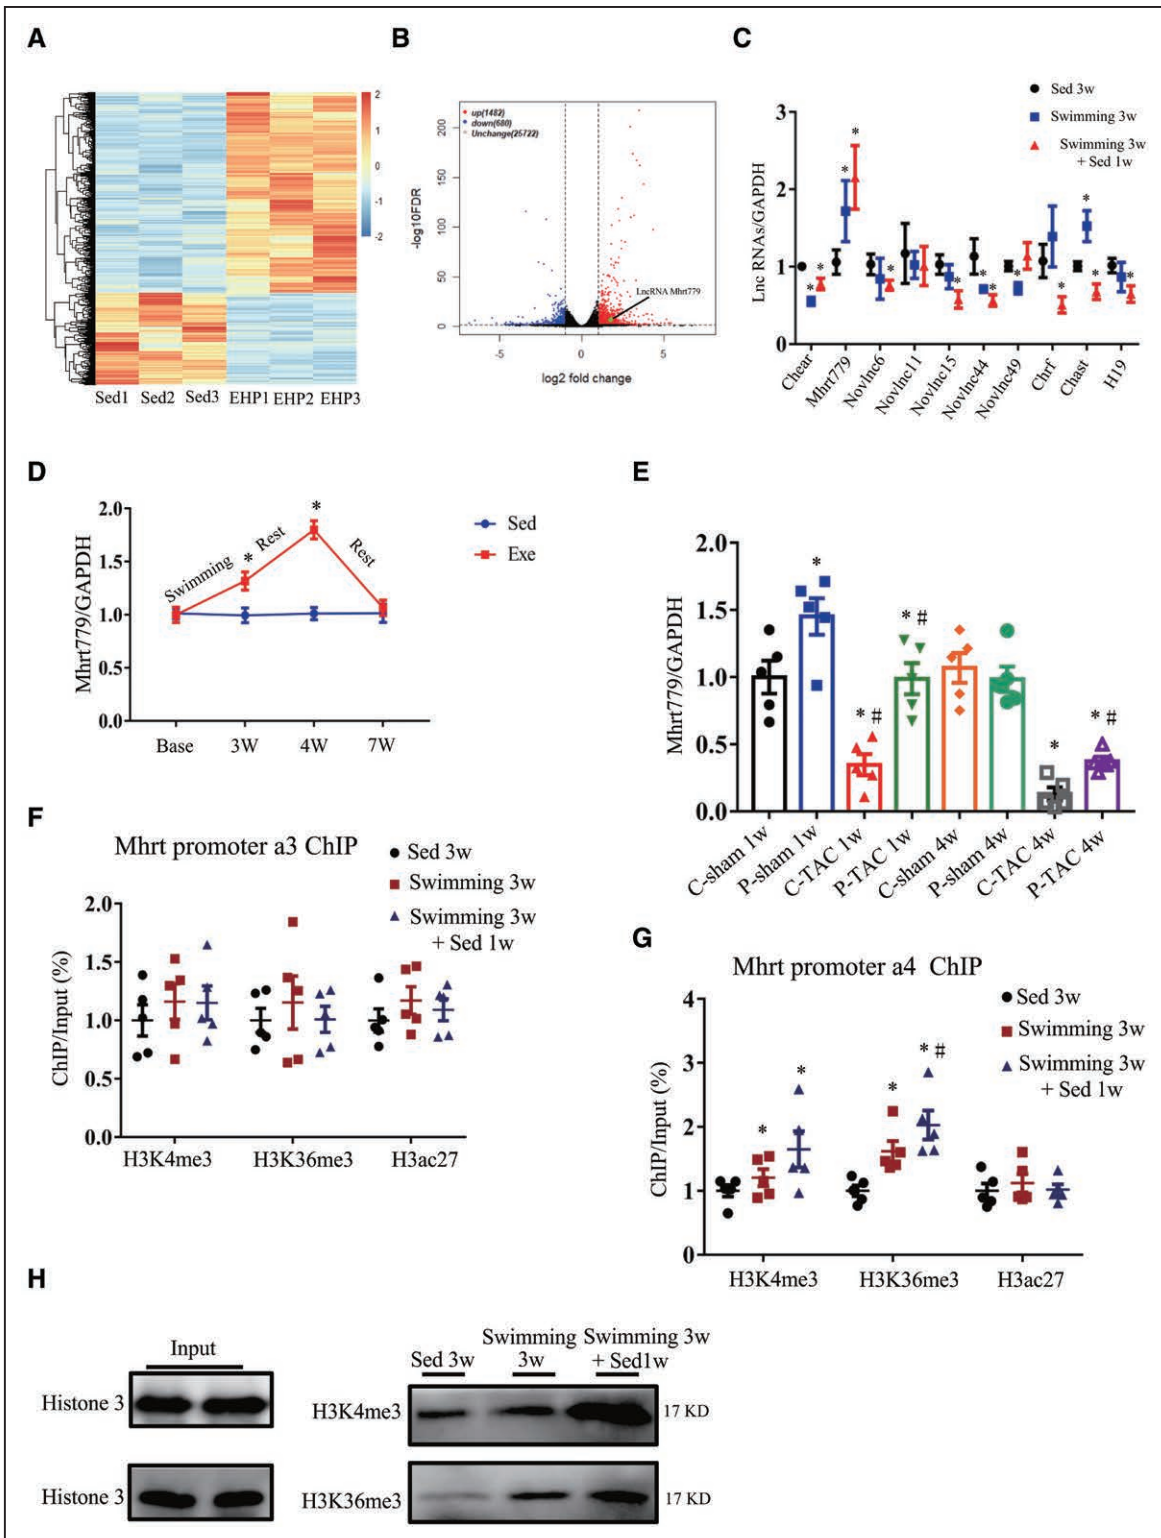 A
2
1
0
-1
-2
Sed1 Sed2 Sed3 EHP1 EHP2 EHP3
B
up(1482)
down(680)
Unchange(25722)
200
150
100
50
0
-log10FDR
LncRNA Mhrt779
-5 0 5
log2 fold change
C
Sed 3w
Swimming 3w
Swimming 3w
+ Sed 1w
3
2
1
0
Lnc RNAs/GAPDH
* * * * * * * * * * * * *
Chear Mhrt779 Novlnc6 Novlnc11 Novlnc15 Novlnc44 Novlnc49 Chrf Chast H19
D
2.0
1.5
1.0
0.5
0.0
Mhrt779/GAPDH
Swimming * Rest * Rest
Sed
Exe
Base 3W 4W 7W
E
2.0
1.5
1.0
0.5
0.0
Mhrt779/GAPDH
* * # * # * * #
C-sham 1w P-sham 1w C-TAC 1w P-TAC 1w C-sham 4w P-sham 4w C-TAC 4w P-TAC 4w
F
Mhrt promoter a3 ChIP
Sed 3w
Swimming 3w
Swimming 3w
+ Sed 1w
2.0
1.5
1.0
0.5
0.0
ChIP/Input (%)
H3K4me3 H3K36me3 H3ac27
G
Mhrt promoter a4 ChIP
Sed 3w
Swimming 3w
Swimming 3w
+ Sed 1w
4
3
2
1
0
ChIP/Input (%)
* * * * #
H3K4me3 H3K36me3 H3ac27
H
Input
Histone 3
Histone 3
Sed 3w
Swimming
3w
Swimming 3w
+ Sed1w
H3K4me3 17 KD
H3K36me3 17 KD